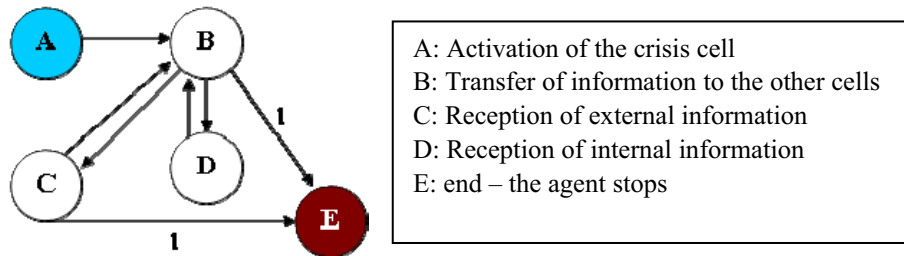 A
B
C
D
E
1
1
A: Activation of the crisis cell
B: Transfer of information to the other cells
C: Reception of external information
D: Reception of internal information
E: end – the agent stops